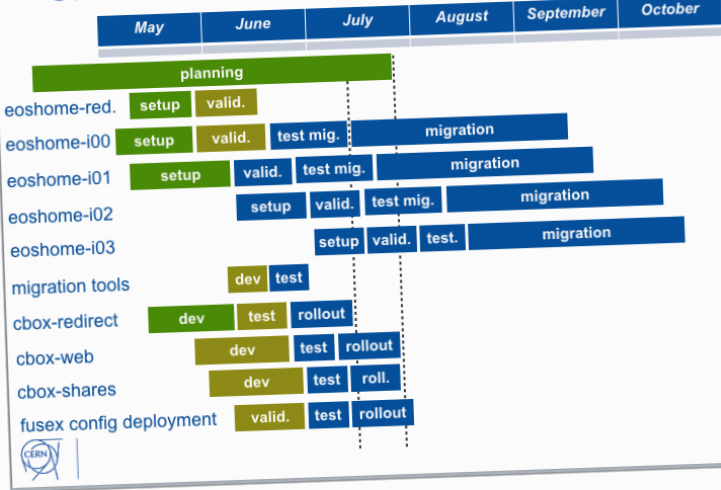 May June July August September October
planning
eoshome-red. setup valid.
eoshome-i00 setup valid. test mig. migration
eoshome-i01 setup valid. test mig. migration
eoshome-i02 setup valid. test mig. migration
eoshome-i03 setup valid. test. migration
migration tools dev test
cbox-redirect dev test rollout
cbox-web dev test rollout
cbox-shares dev test roll.
fusex config deployment valid. test rollout
CERN